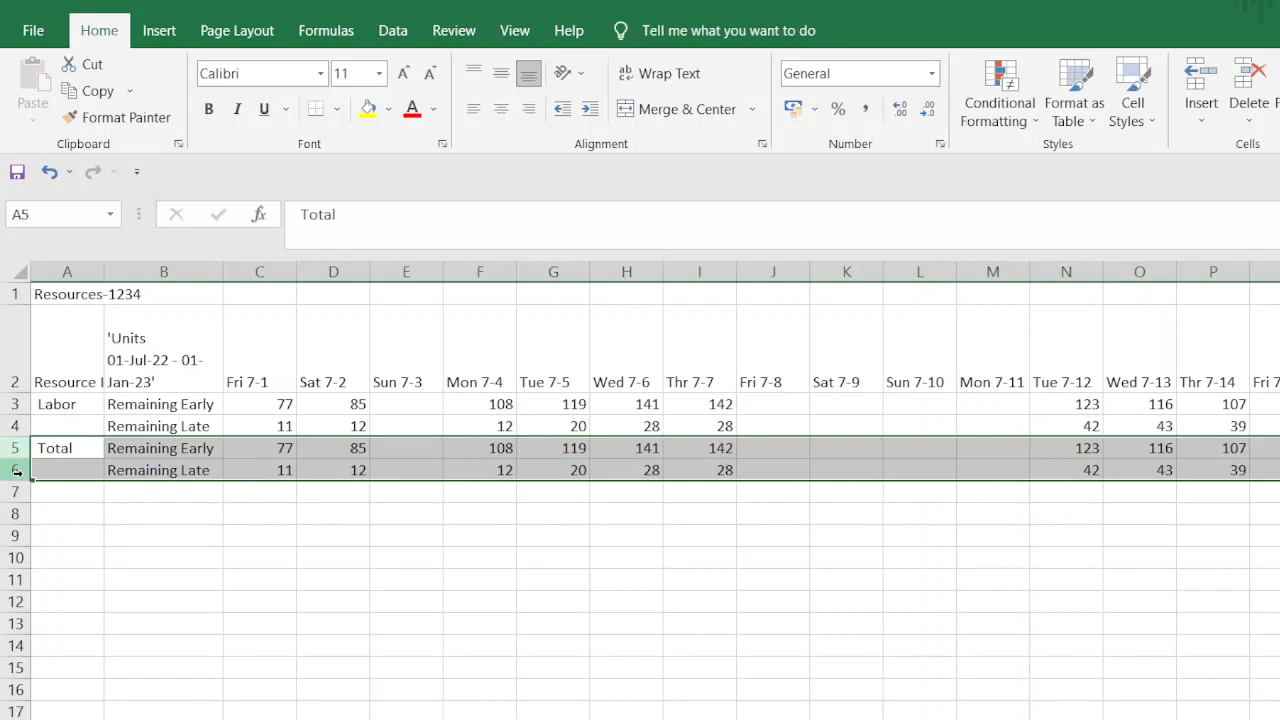 File Home Insert Page Layout Formulas Data Review View Help Tell me what you want to do
Paste
Cut
Copy
Format Painter
Clipboard
Calibri 11
B I U A
Font
ab Wrap Text
Merge & Center
Alignment
General
% ,
Number
Conditional Formatting
Format as Table
Cell Styles
Styles
Insert
Delete
Cells
A5 fx Total
A B C D E F G H I J K L M N O P
1 Resources-1234
2 Resource 'Units 01-Jul-22 - 01-Jan-23' Fri 7-1 Sat 7-2 Sun 7-3 Mon 7-4 Tue 7-5 Wed 7-6 Thr 7-7 Fri 7-8 Sat 7-9 Sun 7-10 Mon 7-11 Tue 7-12 Wed 7-13 Thr 7-14 Fri 7
3 Labor Remaining Early 77 85 108 119 141 142 123 116 107
4 Remaining Late 11 12 12 20 28 28 42 43 39
5 Total Remaining Early 77 85 108 119 141 142 123 116 107
6 Remaining Late 11 12 12 20 28 28 42 43 39
7
8
9
10
11
12
13
14
15
16
17